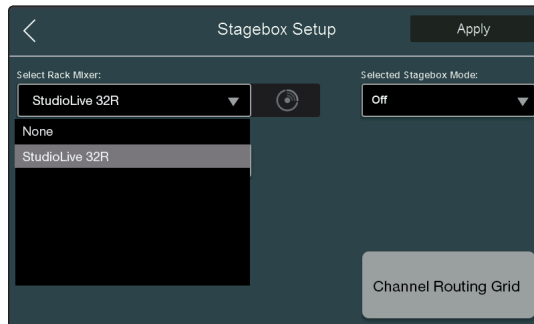 Stagebox Setup
Apply
Select Rack Mixer:
Selected Stagebox Mode:
StudioLive 32R
Off
None
StudioLive 32R
Channel Routing Grid